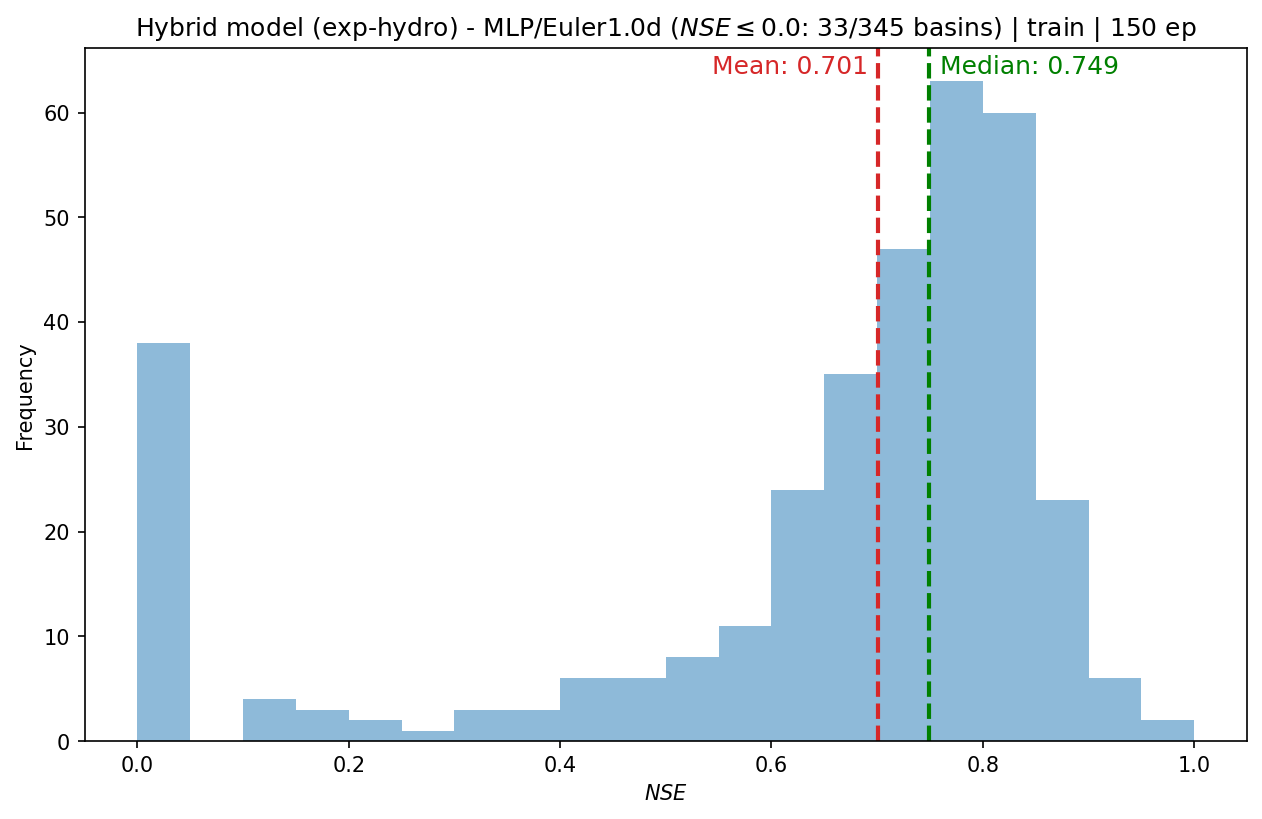 Hybrid model (exp-hydro) - MLP/Euler1.0d (NSE ≤ 0.0: 33/345 basins) | train | 150 ep
Mean: 0.701
Median: 0.749
60
50
40
30
20
10
0
Frequency
0.0
0.2
0.4
0.6
0.8
1.0
NSE